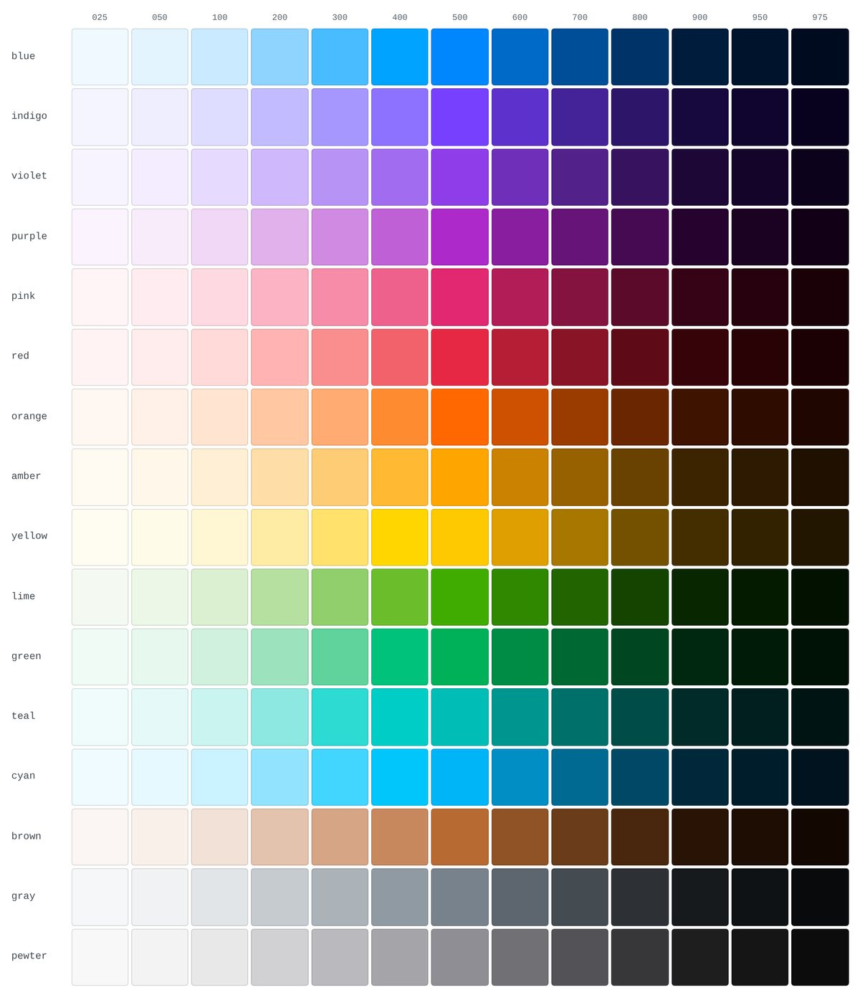 025 050 100 200 300 400 500 600 700 800 900 950 975
blue
indigo
violet
purple
pink
red
orange
amber
yellow
lime
green
teal
cyan
brown
gray
pewter